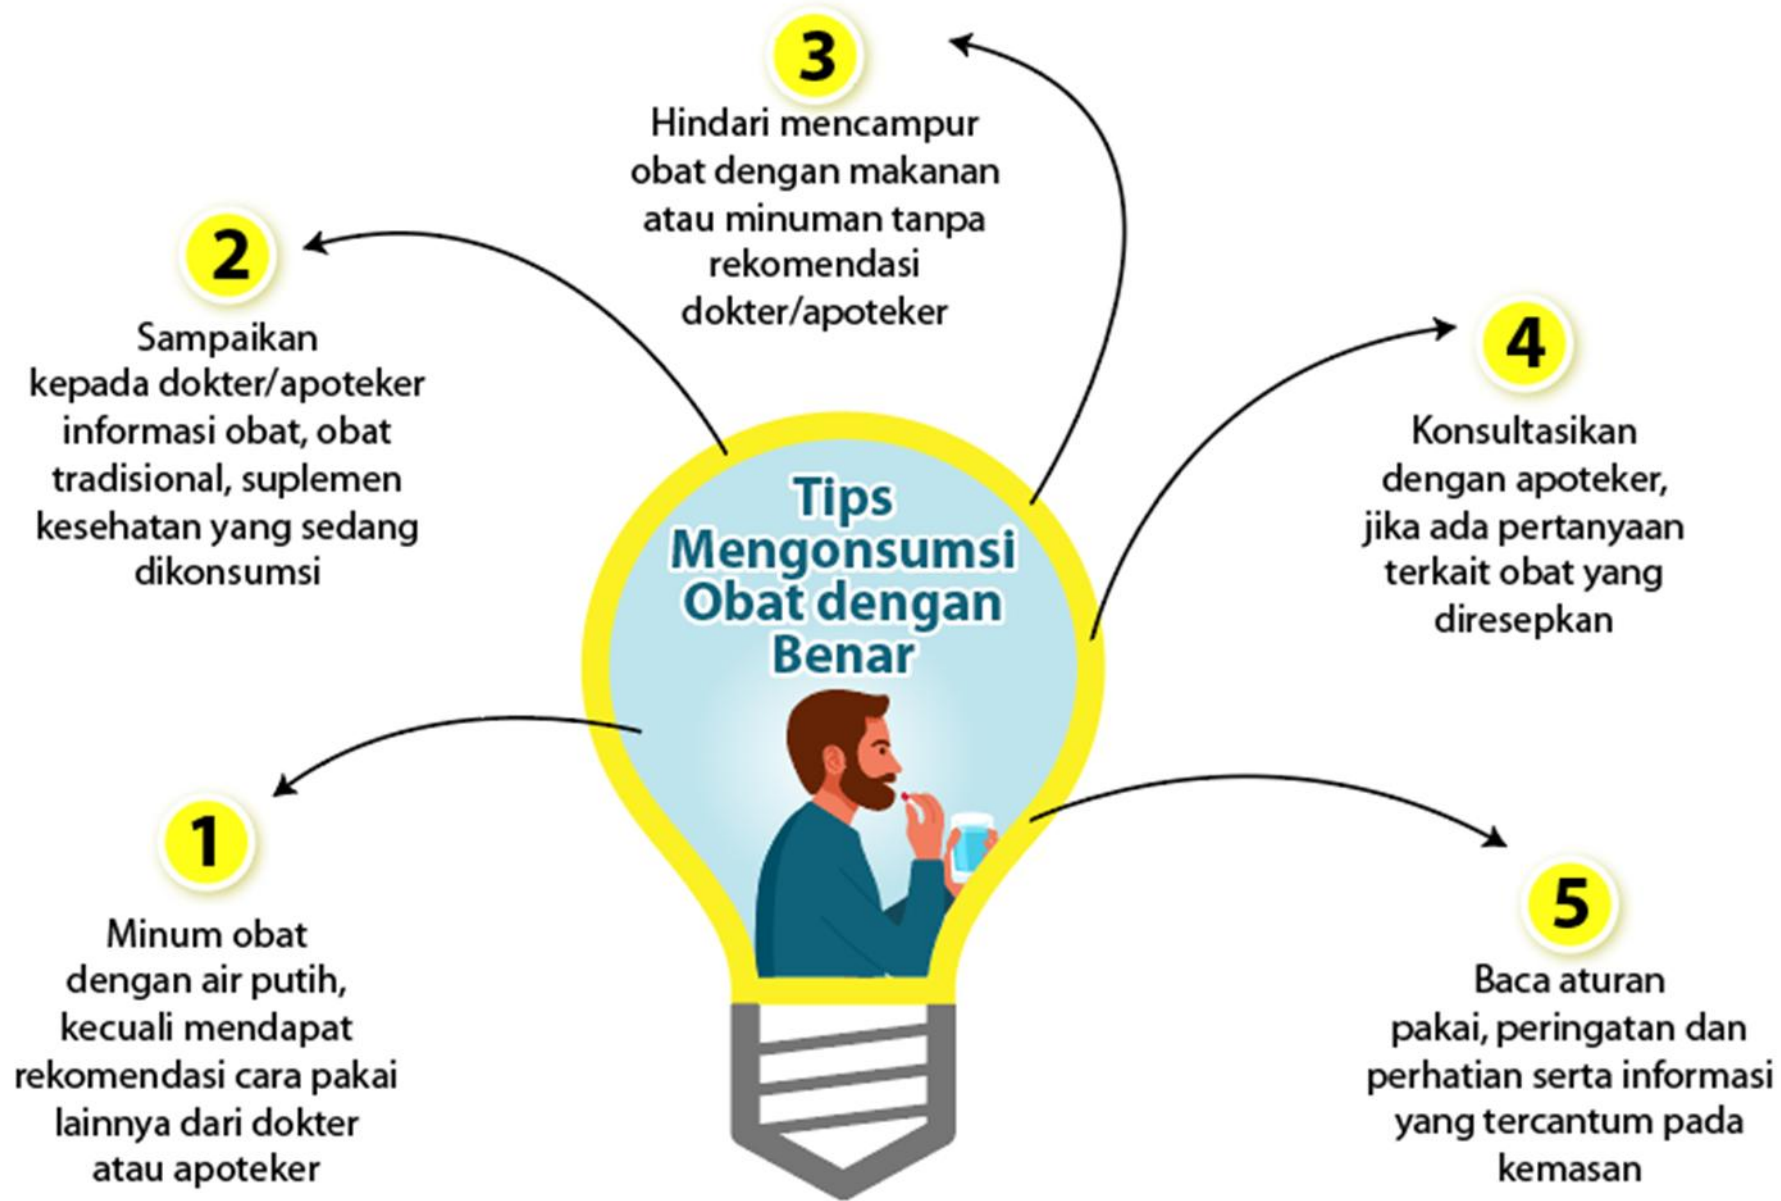 Tips
Mengonsumsi
Obat dengan
Benar
1
Minum obat
dengan air putih,
kecuali mendapat
rekomendasi cara pakai
lainnya dari dokter
atau apoteker
2
Sampaikan
kepada dokter/apoteker
informasi obat, obat
tradisional, suplemen
kesehatan yang sedang
dikonsumsi
3
Hindari mencampur
obat dengan makanan
atau minuman tanpa
rekomendasi
dokter/apoteker
4
Konsultasikan
dengan apoteker,
jika ada pertanyaan
terkait obat yang
diresepkan
5
Baca aturan
pakai, peringatan dan
perhatian serta informasi
yang tercantum pada
kemasan